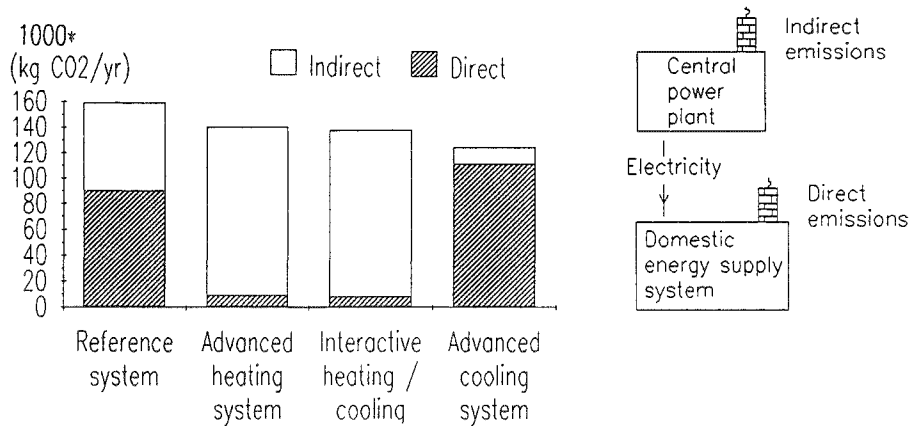 1000*
(kg CO2/yr)
Indirect
Direct
160
140
120
100
80
60
40
20
0
Reference
system
Advanced
heating
system
Interactive
heating /
cooling
Advanced
cooling
system
Indirect
emissions
Central
power
plant
Electricity
Direct
emissions
Domestic
energy supply
system